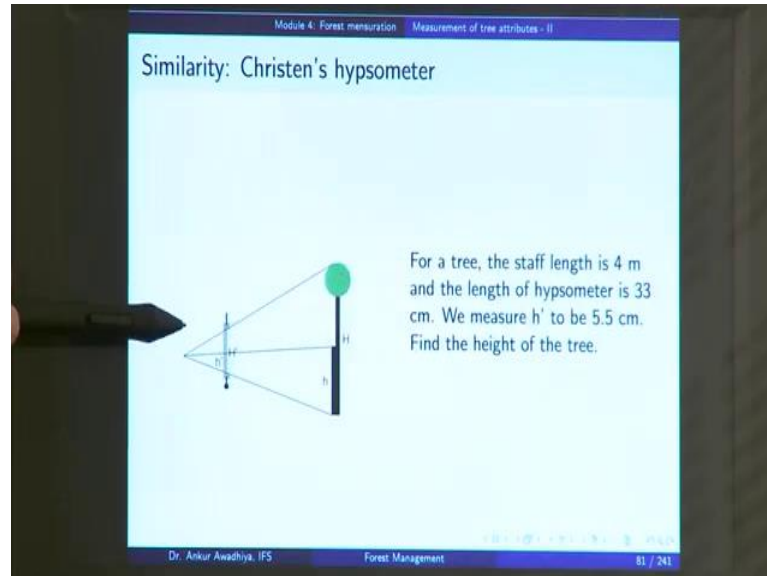 Module 4: Forest mensuration Measurement of tree attributes - II
Similarity: Christen's hypsometer
For a tree, the staff length is 4 m
and the length of hypsometer is 33
cm. We measure h' to be 5.5 cm.
Find the height of the tree.
H
H'
h'
h
Dr. Ankur Awadhiya, IFS Forest Management 81 / 241